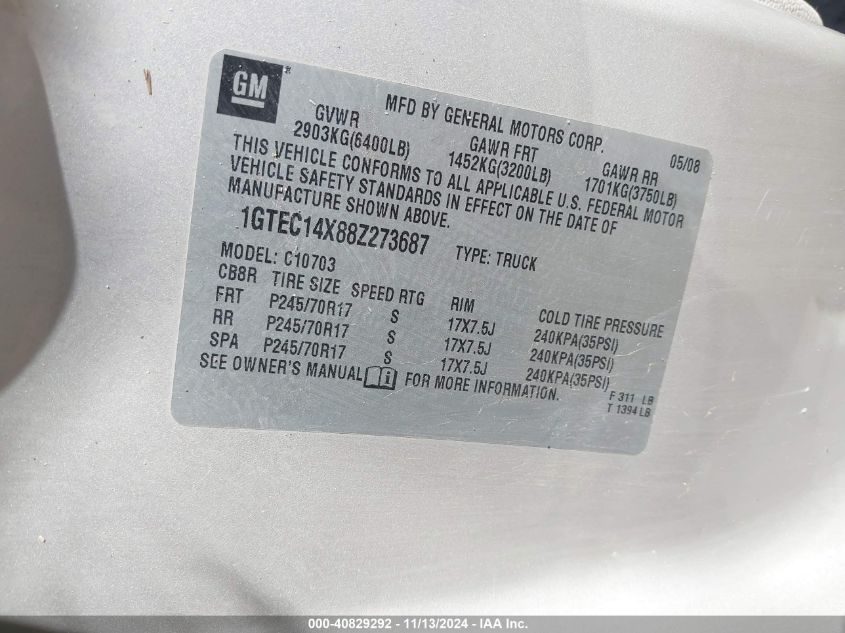 GM®
MFD BY GENERAL MOTORS CORP. 05/08
GVWR GAWR FRT GAWR RR
2903KG(6400LB) 1452KG(3200LB) 1701KG(3750LB)
THIS VEHICLE CONFORMS TO ALL APPLICABLE U.S. FEDERAL MOTOR
VEHICLE SAFETY STANDARDS IN EFFECT ON THE DATE OF
MANUFACTURE SHOWN ABOVE.
1GTEC14X88Z273687 TYPE: TRUCK
MODEL: C10703
CB8R TIRE SIZE SPEED RTG RIM COLD TIRE PRESSURE
FRT P245/70R17 S 17X7.5J 240KPA(35PSI)
RR P245/70R17 S 17X7.5J 240KPA(35PSI)
SPA P245/70R17 S 17X7.5J 240KPA(35PSI)
SEE OWNER'S MANUAL FOR MORE INFORMATION.
F 311 LB
T 1394 LB
000-40829292 - 11/13/2024 - IAA Inc.